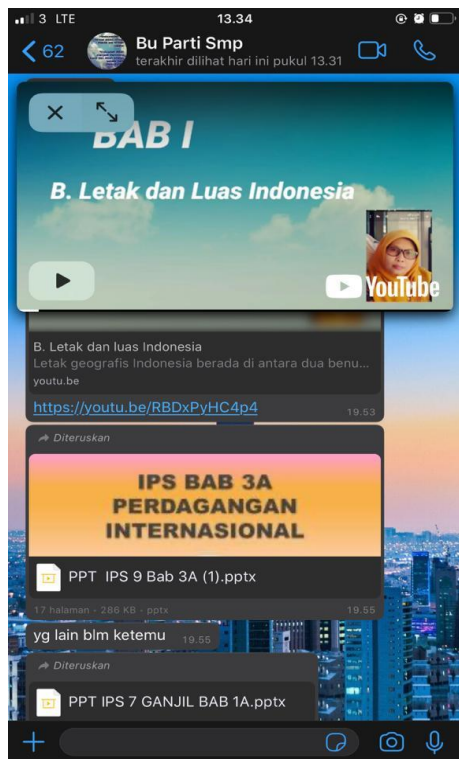 3 LTE
13.34
62
Bu Parti Smp
terakhir dilihat hari ini pukul 13.31
BAB I
B. Letak dan Luas Indonesia
YouTube
B. Letak dan luas Indonesia
Letak geografis Indonesia berada di antara dua benu...
youtu.be
https://youtu.be/RBDxPyHC4p4
19.53
Diteruskan
IPS BAB 3A
PERDAGANGAN
INTERNASIONAL
PPT IPS 9 Bab 3A (1).pptx
17 halaman • 286 KB • pptx
19.55
yg lain blm ketemu
19.55
Diteruskan
PPT IPS 7 GANJIL BAB 1A.pptx